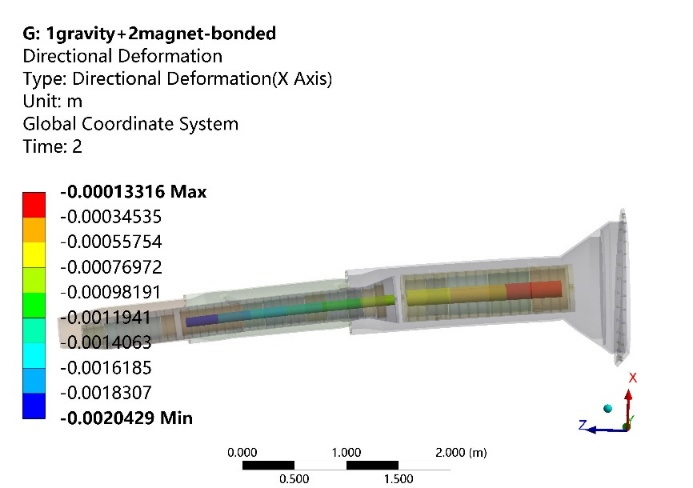 G: 1gravity+2magnet-bonded
Directional Deformation
Type: Directional Deformation(X Axis)
Unit: m
Global Coordinate System
Time: 2
-0.00013316 Max
-0.00034535
-0.00055754
-0.00076972
-0.00098191
-0.0011941
-0.0014063
-0.0016185
-0.0018307
-0.0020429 Min
X
Z
Y
0.000 1.000 2.000 (m)
0.500 1.500